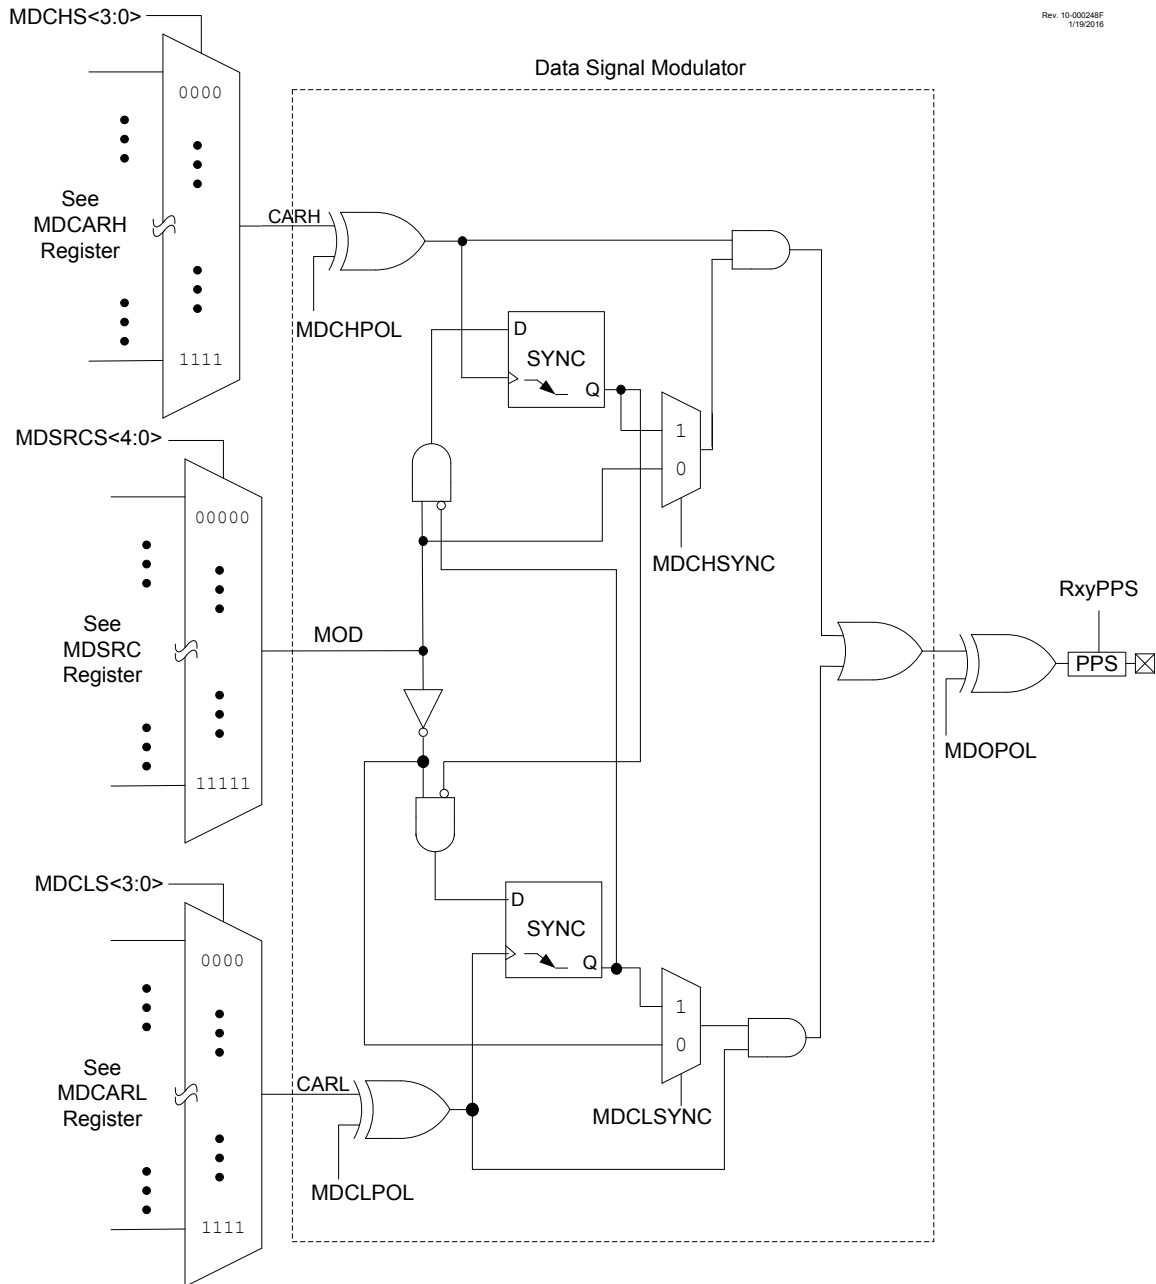 MDCHS<3:0>
Rev. 10-000248F
1/19/2016
Data Signal Modulator
0000
See
MDCARH
Register
CARH
MDCHPOL
1111
D
SYNC
Q
1
0
MDCHSYNC
MDSRCS<4:0>
00000
See
MDSRC
Register
MOD
11111
RxyPPS
PPS
MDOPOL
MDCLS<3:0>
0000
D
SYNC
Q
1
0
MDCLSYNC
See
MDCARL
Register
CARL
MDCLPOL
1111